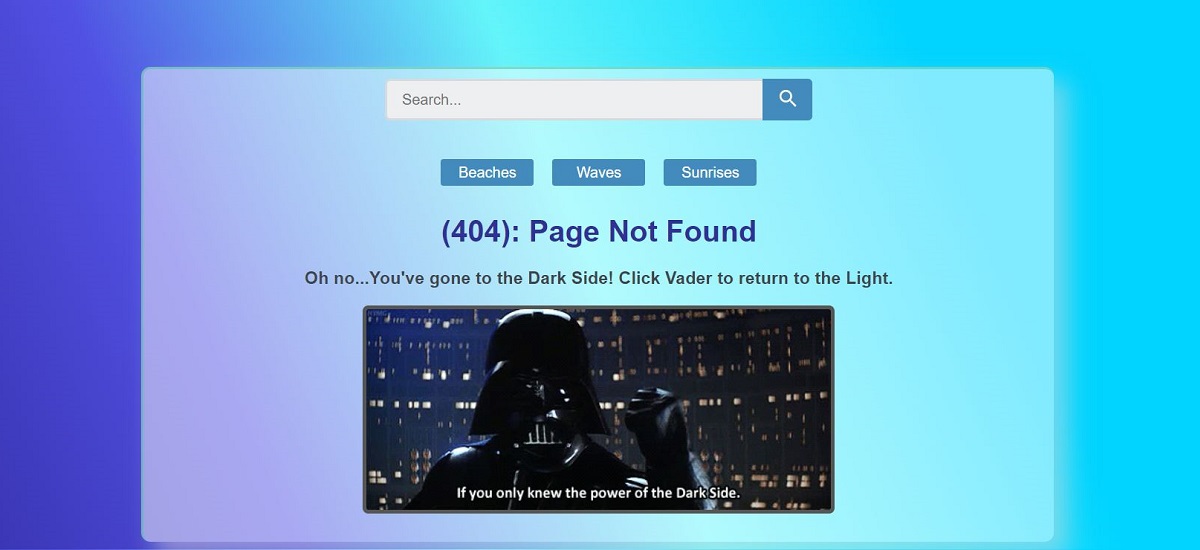 Search...
Beaches Waves Sunrises
(404): Page Not Found
Oh no...You've gone to the Dark Side! Click Vader to return to the Light.
If you only knew the power of the Dark Side.